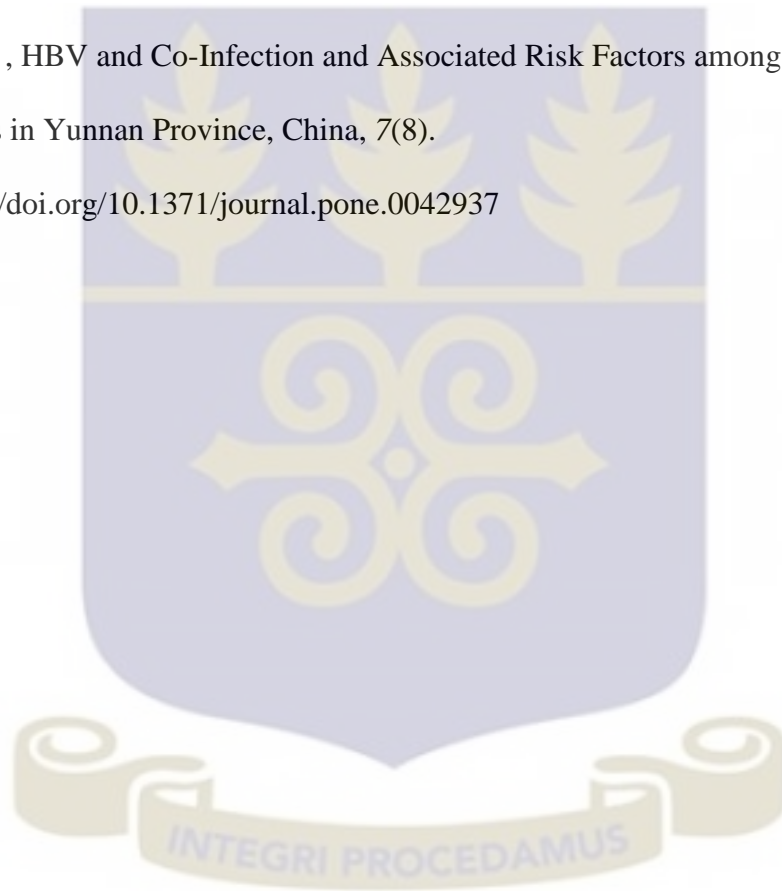 , HBV and Co-Infection and Associated Risk Factors among
in Yunnan Province, China, 7(8).
/doi.org/10.1371/journal.pone.0042937
INTEGRI PROCEDAMUS